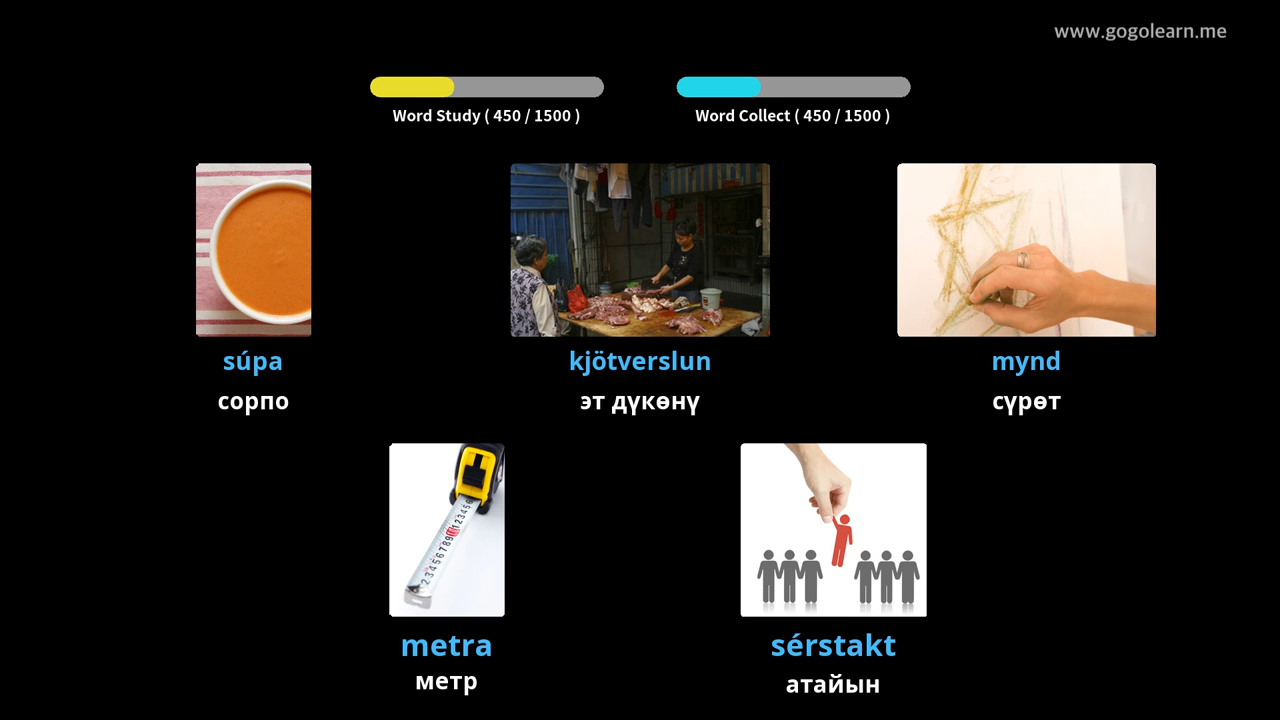 www.gogolearn.me
Word Study ( 450 / 1500 )
Word Collect ( 450 / 1500 )
súpa
kjötverslun
mynd
сорпо
эт дүкөнү
сүрөт
metra
sérstakt
метр
атайын